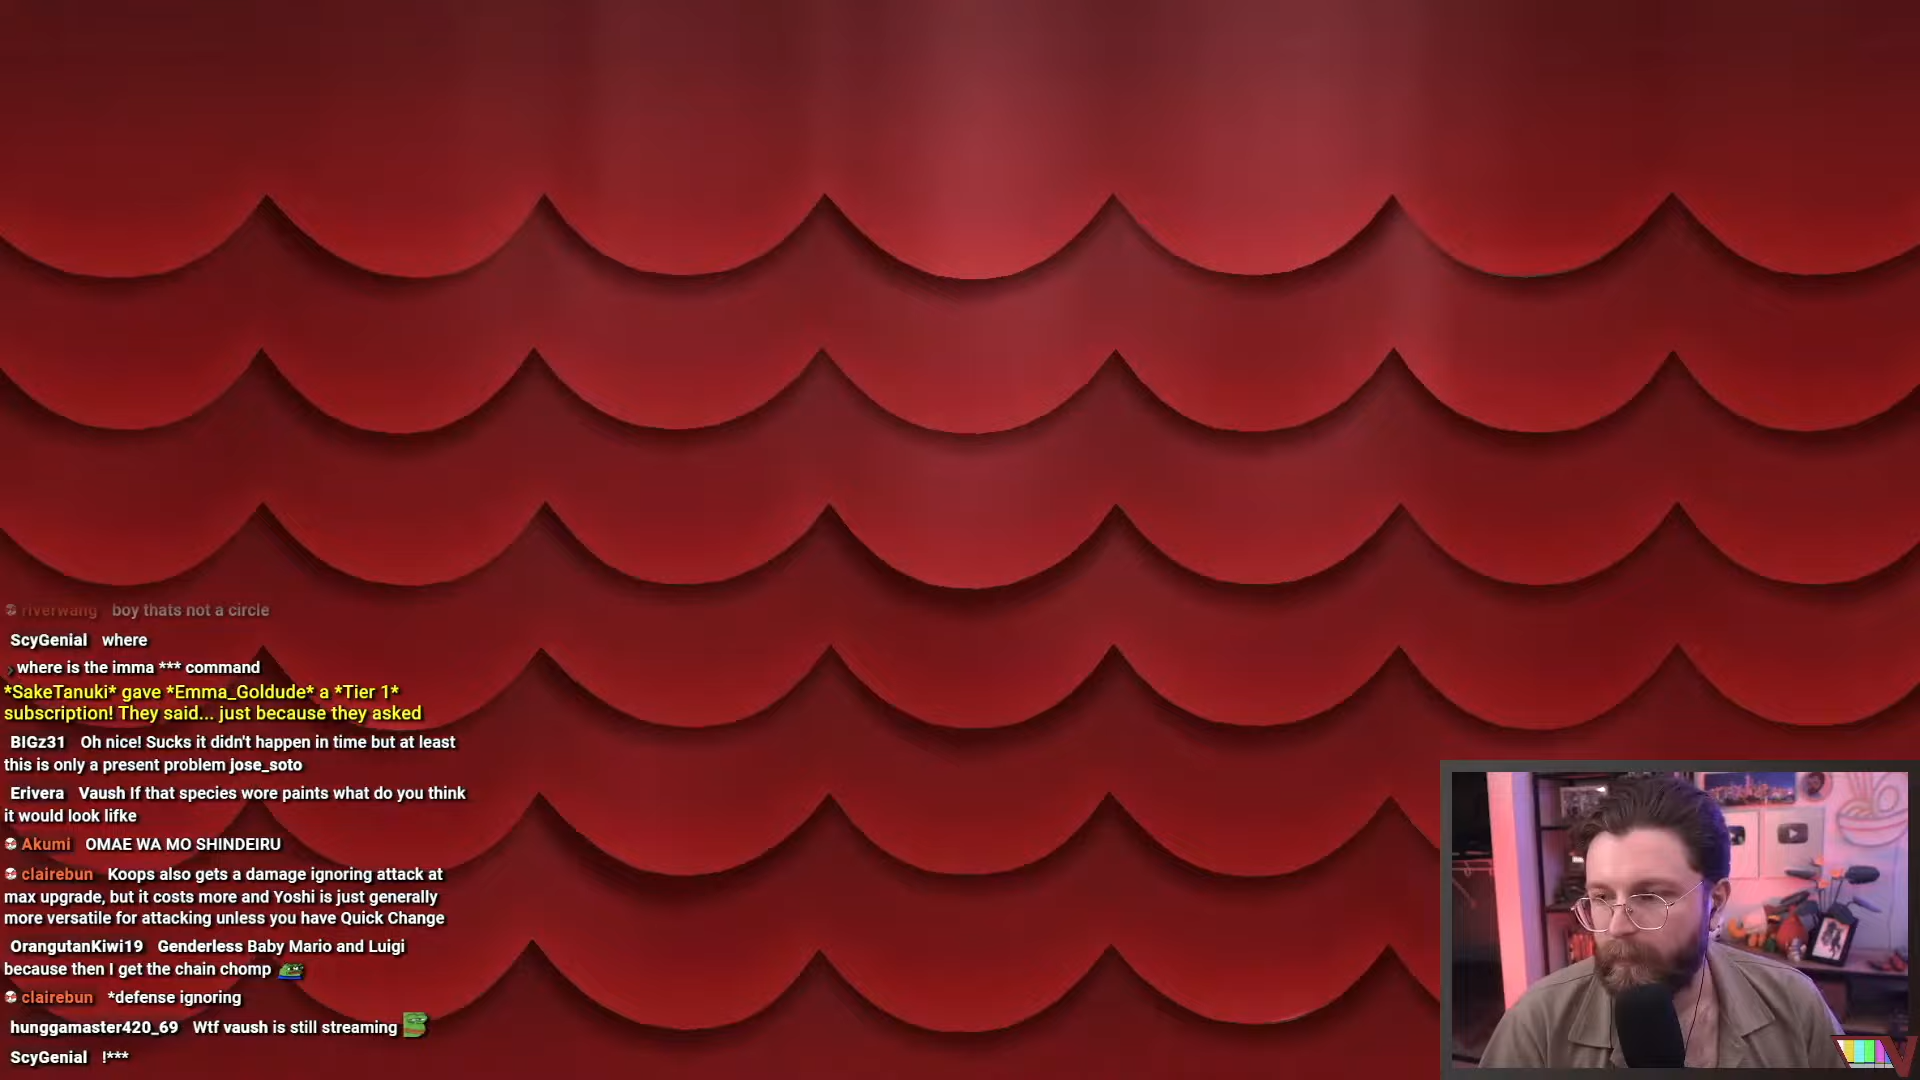 riverwang boy thats not a circle
ScyGenial where
where is the imma *** command
*SakeTanuki* gave *Emma_Goldude* a *Tier 1*
subscription! They said... just because they asked
BIGz31 Oh nice! Sucks it didn't happen in time but at least
this is only a present problem jose_soto
Erivera Vaush If that species wore paints what do you think
it would look lifke
Akumi OMAE WA MO SHINDEIRU
clairebun Koops also gets a damage ignoring attack at
max upgrade, but it costs more and Yoshi is just generally
more versatile for attacking unless you have Quick Change
OrangutanKiwi19 Genderless Baby Mario and Luigi
because then I get the chain chomp
clairebun *defense ignoring
hunggamaster420_69 Wtf vaush is still streaming
ScyGenial !***
V